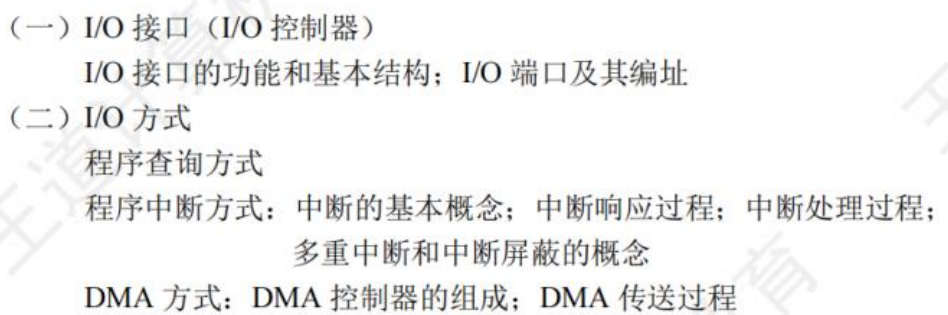 （一）I/O 接口（I/O 控制器）
I/O 接口的功能和基本结构；I/O 端口及其编址
（二）I/O 方式
程序查询方式
程序中断方式：中断的基本概念；中断响应过程；中断处理过程；
多重中断和中断屏蔽的概念
DMA 方式：DMA 控制器的组成；DMA 传送过程